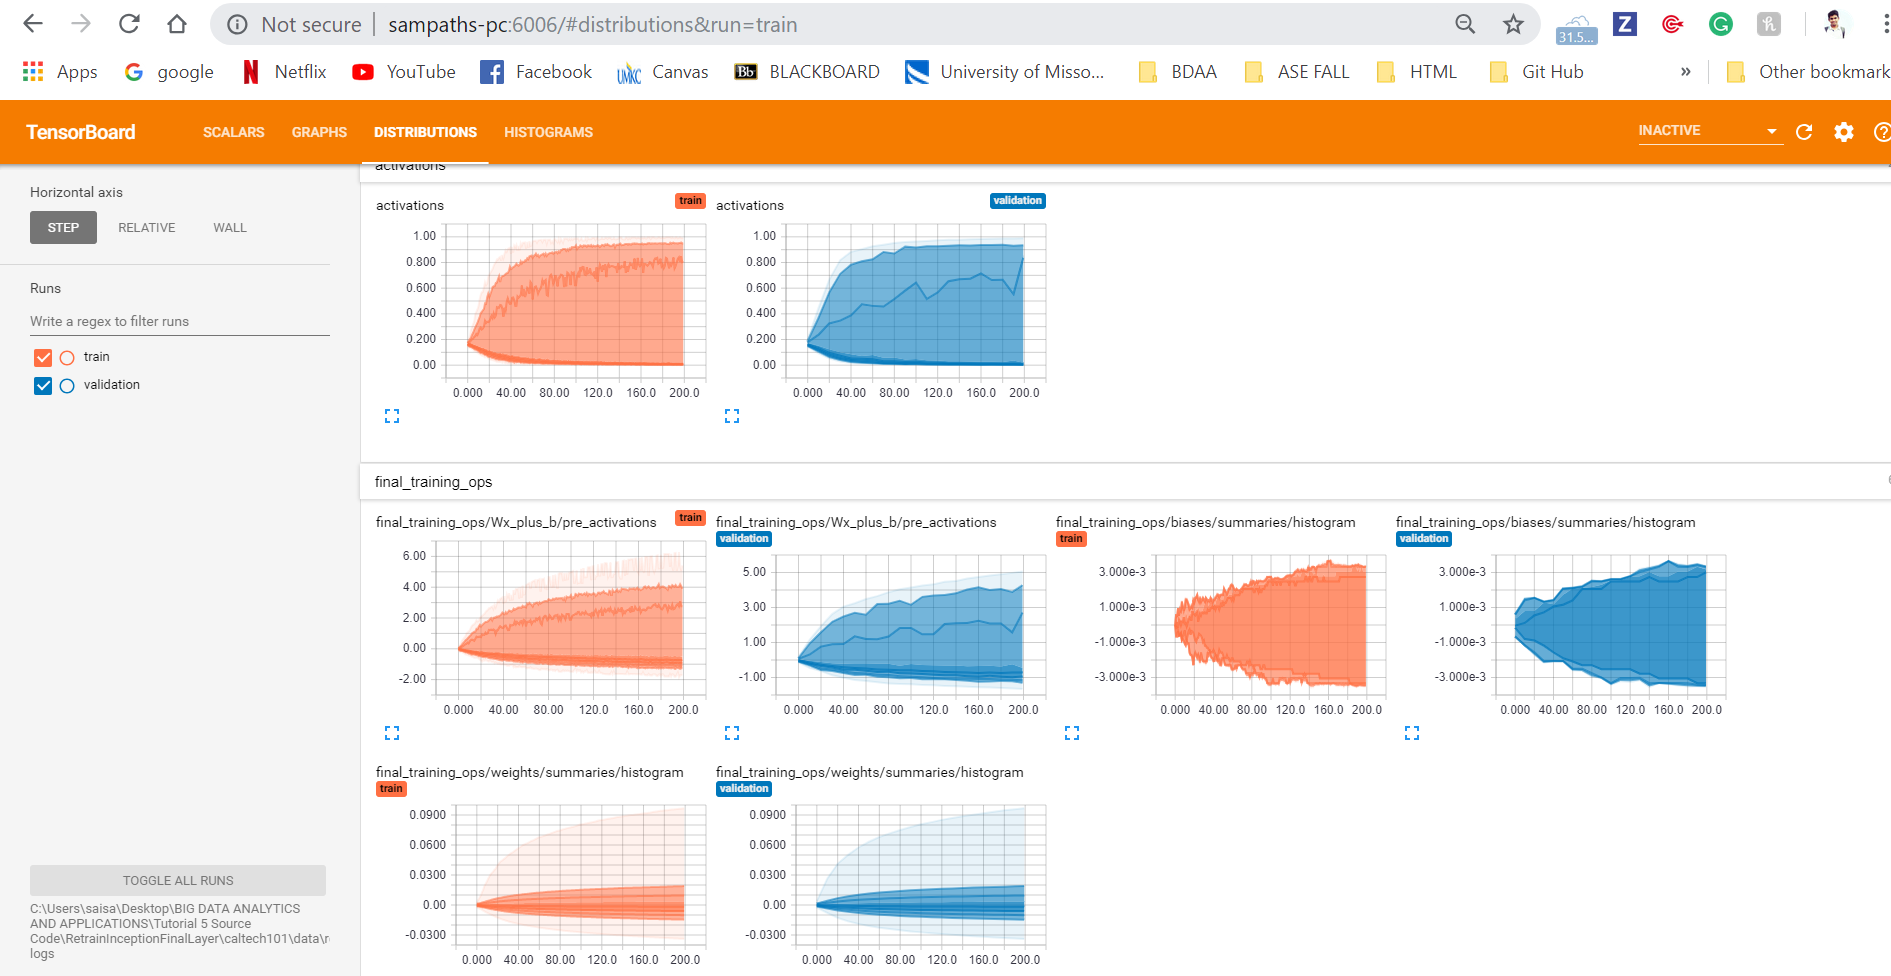 Not secure | sampaths-pc:6006/#distributions&run=train
31.5...
Z
G
h
Apps
G google
N Netflix
YouTube
f Facebook
UMKC Canvas
Bb BLACKBOARD
University of Misso...
BDAA
ASE FALL
HTML
Git Hub
»
Other bookmark
TensorBoard
SCALARS
GRAPHS
DISTRIBUTIONS
HISTOGRAMS
INACTIVE
Horizontal axis
STEP
RELATIVE
WALL
Runs
Write a regex to filter runs
train
validation
TOGGLE ALL RUNS
C:\Users\saisa\Desktop\BIG DATA ANALYTICS
AND APPLICATIONS\Tutorial 5 Source
Code\RetrainInceptionFinalLayer\caltech101\data\re
logs
activations
activations
train
1.00
0.800
0.600
0.400
0.200
0.00
0.000 40.00 80.00 120.0 160.0 200.0
activations
validation
1.00
0.800
0.600
0.400
0.200
0.00
0.000 40.00 80.00 120.0 160.0 200.0
final_training_ops
final_training_ops/Wx_plus_b/pre_activations
train
6.00
4.00
2.00
0.00
-2.00
0.000 40.00 80.00 120.0 160.0 200.0
final_training_ops/Wx_plus_b/pre_activations
validation
5.00
3.00
1.00
-1.00
0.000 40.00 80.00 120.0 160.0 200.0
final_training_ops/biases/summaries/histogram
train
3.000e-3
1.000e-3
-1.000e-3
-3.000e-3
0.000 40.00 80.00 120.0 160.0 200.0
final_training_ops/biases/summaries/histogram
validation
3.000e-3
1.000e-3
-1.000e-3
-3.000e-3
0.000 40.00 80.00 120.0 160.0 200.0
final_training_ops/weights/summaries/histogram
train
0.0900
0.0600
0.0300
0.00
-0.0300
0.000 40.00 80.00 120.0 160.0 200.0
final_training_ops/weights/summaries/histogram
validation
0.0900
0.0600
0.0300
0.00
-0.0300
0.000 40.00 80.00 120.0 160.0 200.0